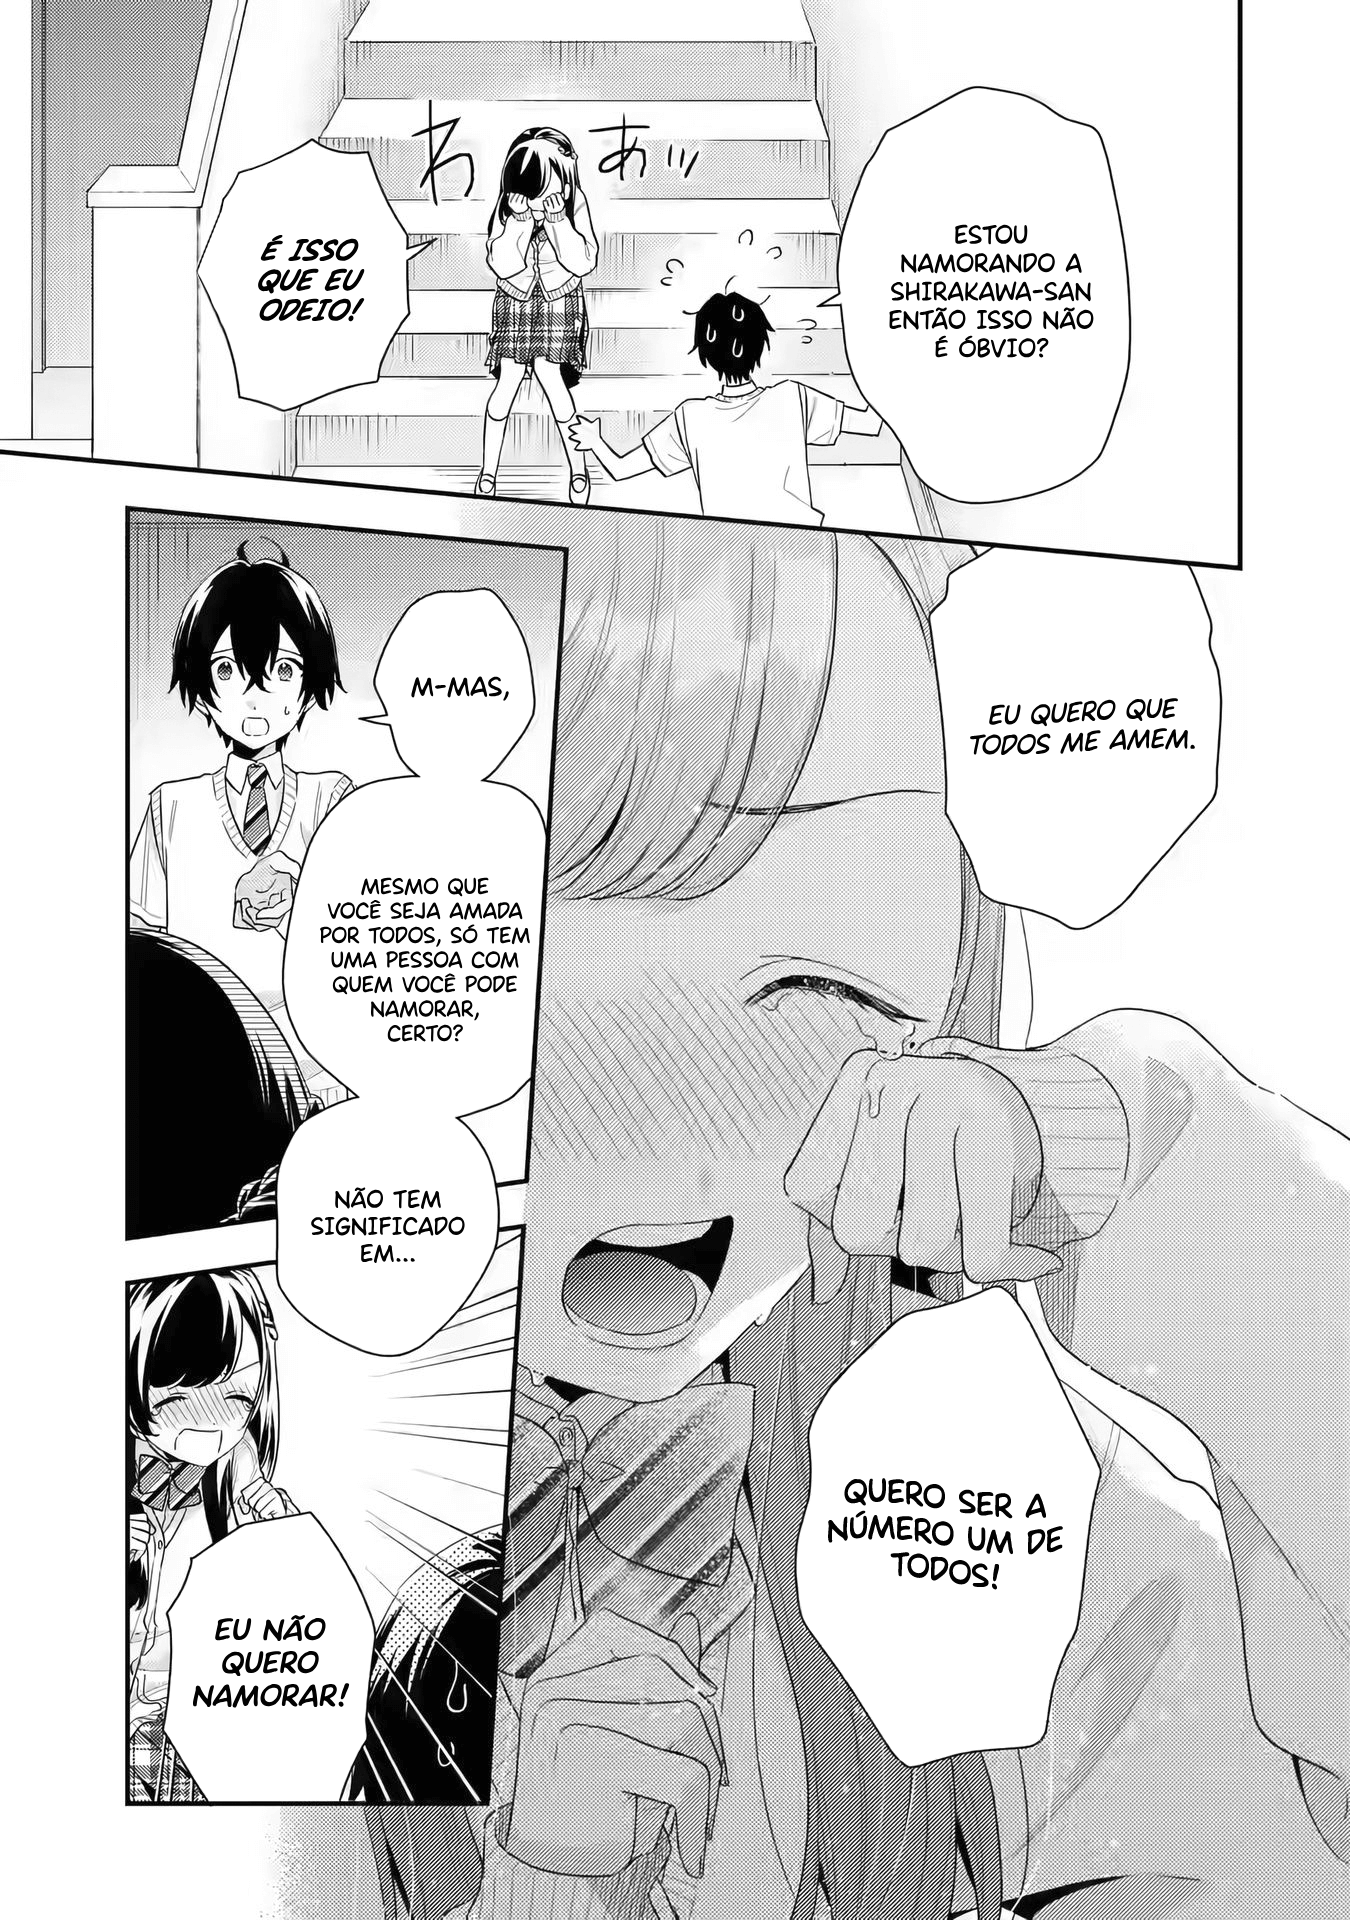 ESTOU
NAMORANDO A
SHIRAKAWA-SAN
ENTÃO ISSO NÃO
É ÓBVIO?
わ
あッ
É ISSO
QUE EU
ODEIO!
EU QUERO QUE
TODOS ME AMEM.
QUERO SER A
NÚMERO UM DE
TODOS!
M-MAS,
MESMO QUE
VOCÊ SEJA AMADA
POR TODOS, SÓ TEM
UMA PESSOA COM
QUEM VOCÊ PODE
NAMORAR,
CERTO?
NÃO TEM
SIGNIFICADO
EM...
EU NÃO
QUERO
NAMORAR!